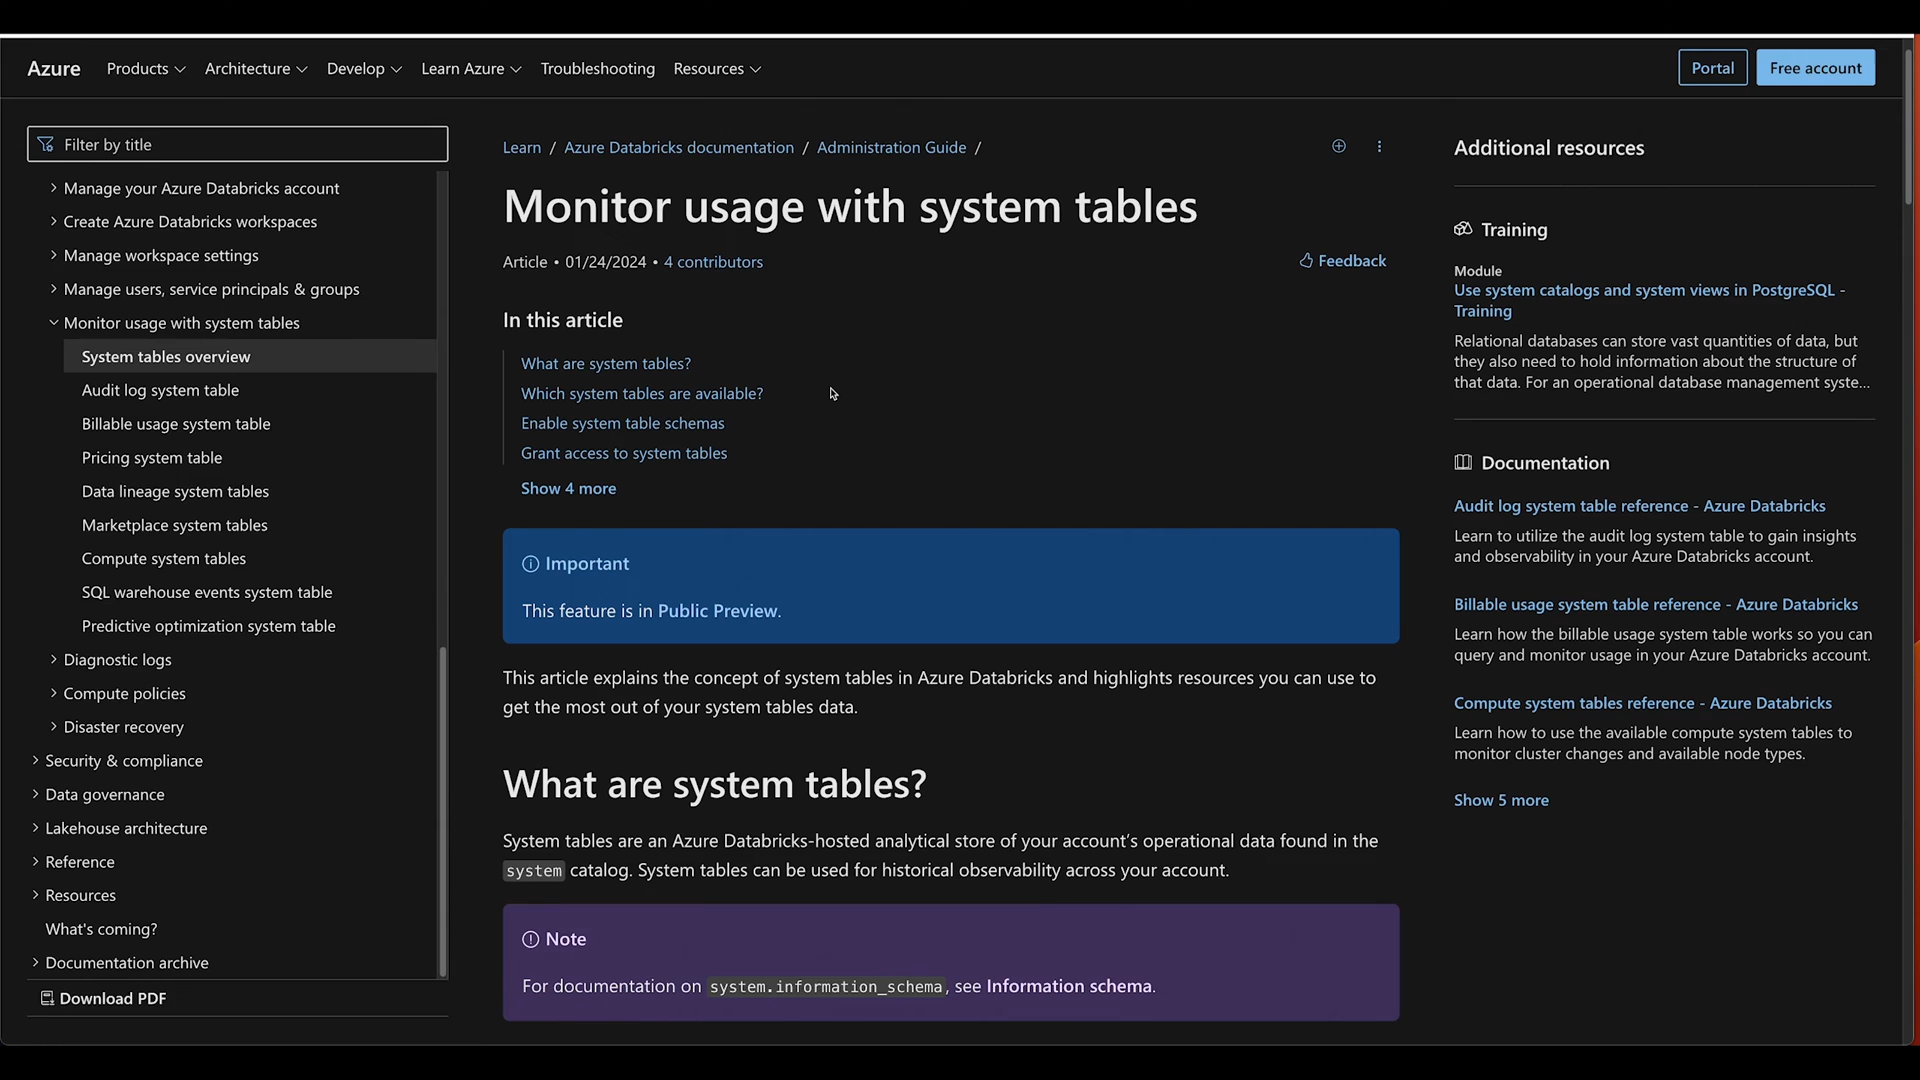 Azure Products Architecture Develop Learn Azure Troubleshooting Resources Portal Free account
Filter by title
Manage your Azure Databricks account
Create Azure Databricks workspaces
Manage workspace settings
Manage users, service principals & groups
Monitor usage with system tables
System tables overview
Audit log system table
Billable usage system table
Pricing system table
Data lineage system tables
Marketplace system tables
Compute system tables
SQL warehouse events system table
Predictive optimization system table
Diagnostic logs
Compute policies
Disaster recovery
Security & compliance
Data governance
Lakehouse architecture
Reference
Resources
What's coming?
Documentation archive
Download PDF
Learn / Azure Databricks documentation / Administration Guide /
Monitor usage with system tables
Article • 01/24/2024 • 4 contributors
Feedback
In this article
What are system tables?
Which system tables are available?
Enable system table schemas
Grant access to system tables
Show 4 more
Important
This feature is in Public Preview.
This article explains the concept of system tables in Azure Databricks and highlights resources you can use to
get the most out of your system tables data.
What are system tables?
System tables are an Azure Databricks-hosted analytical store of your account’s operational data found in the
system catalog. System tables can be used for historical observability across your account.
Note
For documentation on system.information_schema, see Information schema.
Additional resources
Training
Module
Use system catalogs and system views in PostgreSQL -
Training
Relational databases can store vast quantities of data, but
they also need to hold information about the structure of
that data. For an operational database management syste...
Documentation
Audit log system table reference - Azure Databricks
Learn to utilize the audit log system table to gain insights
and observability in your Azure Databricks account.
Billable usage system table reference - Azure Databricks
Learn how the billable usage system table works so you can
query and monitor usage in your Azure Databricks account.
Compute system tables reference - Azure Databricks
Learn how to use the available compute system tables to
monitor cluster changes and available node types.
Show 5 more